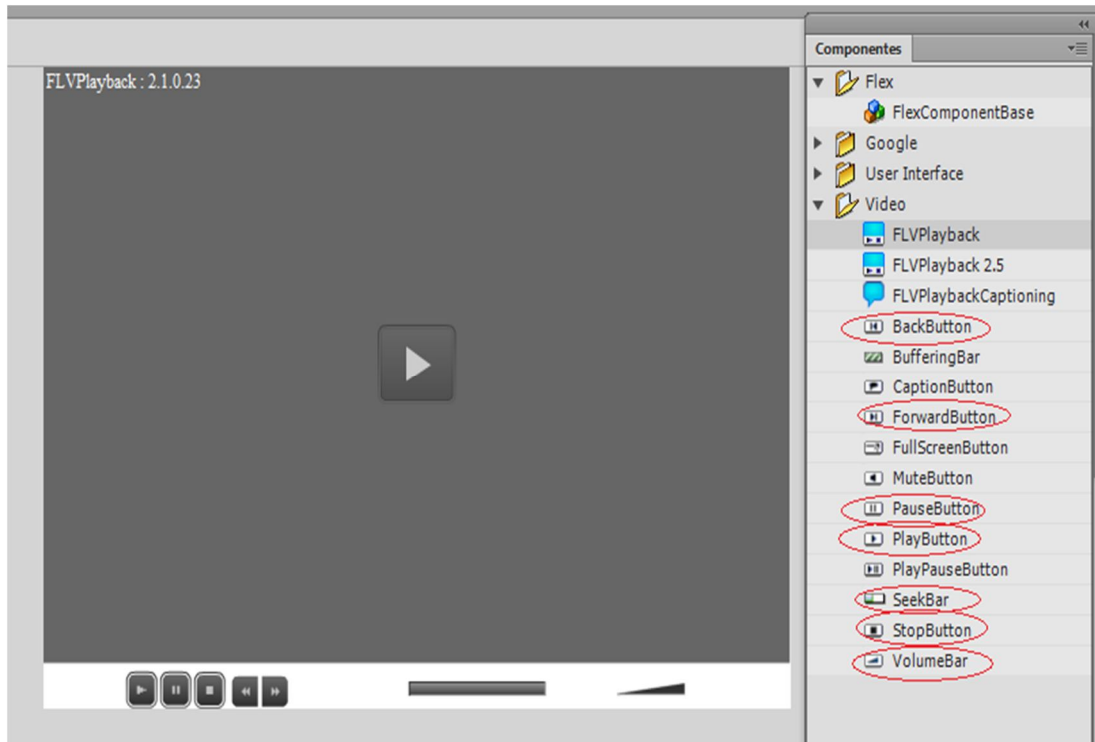 FLVPlayback : 2.1.0.23
Componentes
Flex
FlexComponentBase
Google
User Interface
Video
FLVPlayback
FLVPlayback 2.5
FLVPlaybackCaptioning
BackButton
BufferingBar
CaptionButton
ForwardButton
FullScreenButton
MuteButton
PauseButton
PlayButton
PlayPauseButton
SeekBar
StopButton
VolumeBar